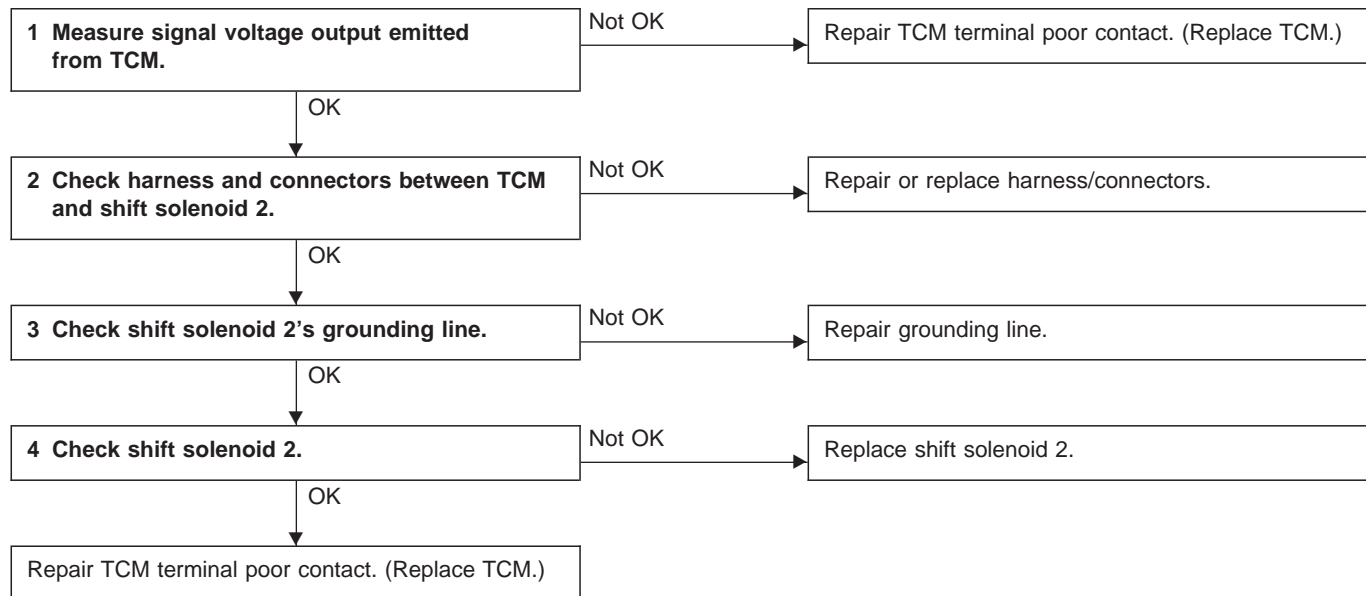 1 Measure signal voltage output emitted
from TCM.
Not OK
Repair TCM terminal poor contact. (Replace TCM.)
OK
2 Check harness and connectors between TCM
and shift solenoid 2.
Not OK
Repair or replace harness/connectors.
OK
3 Check shift solenoid 2’s grounding line.
Not OK
Repair grounding line.
OK
4 Check shift solenoid 2.
Not OK
Replace shift solenoid 2.
OK
Repair TCM terminal poor contact. (Replace TCM.)